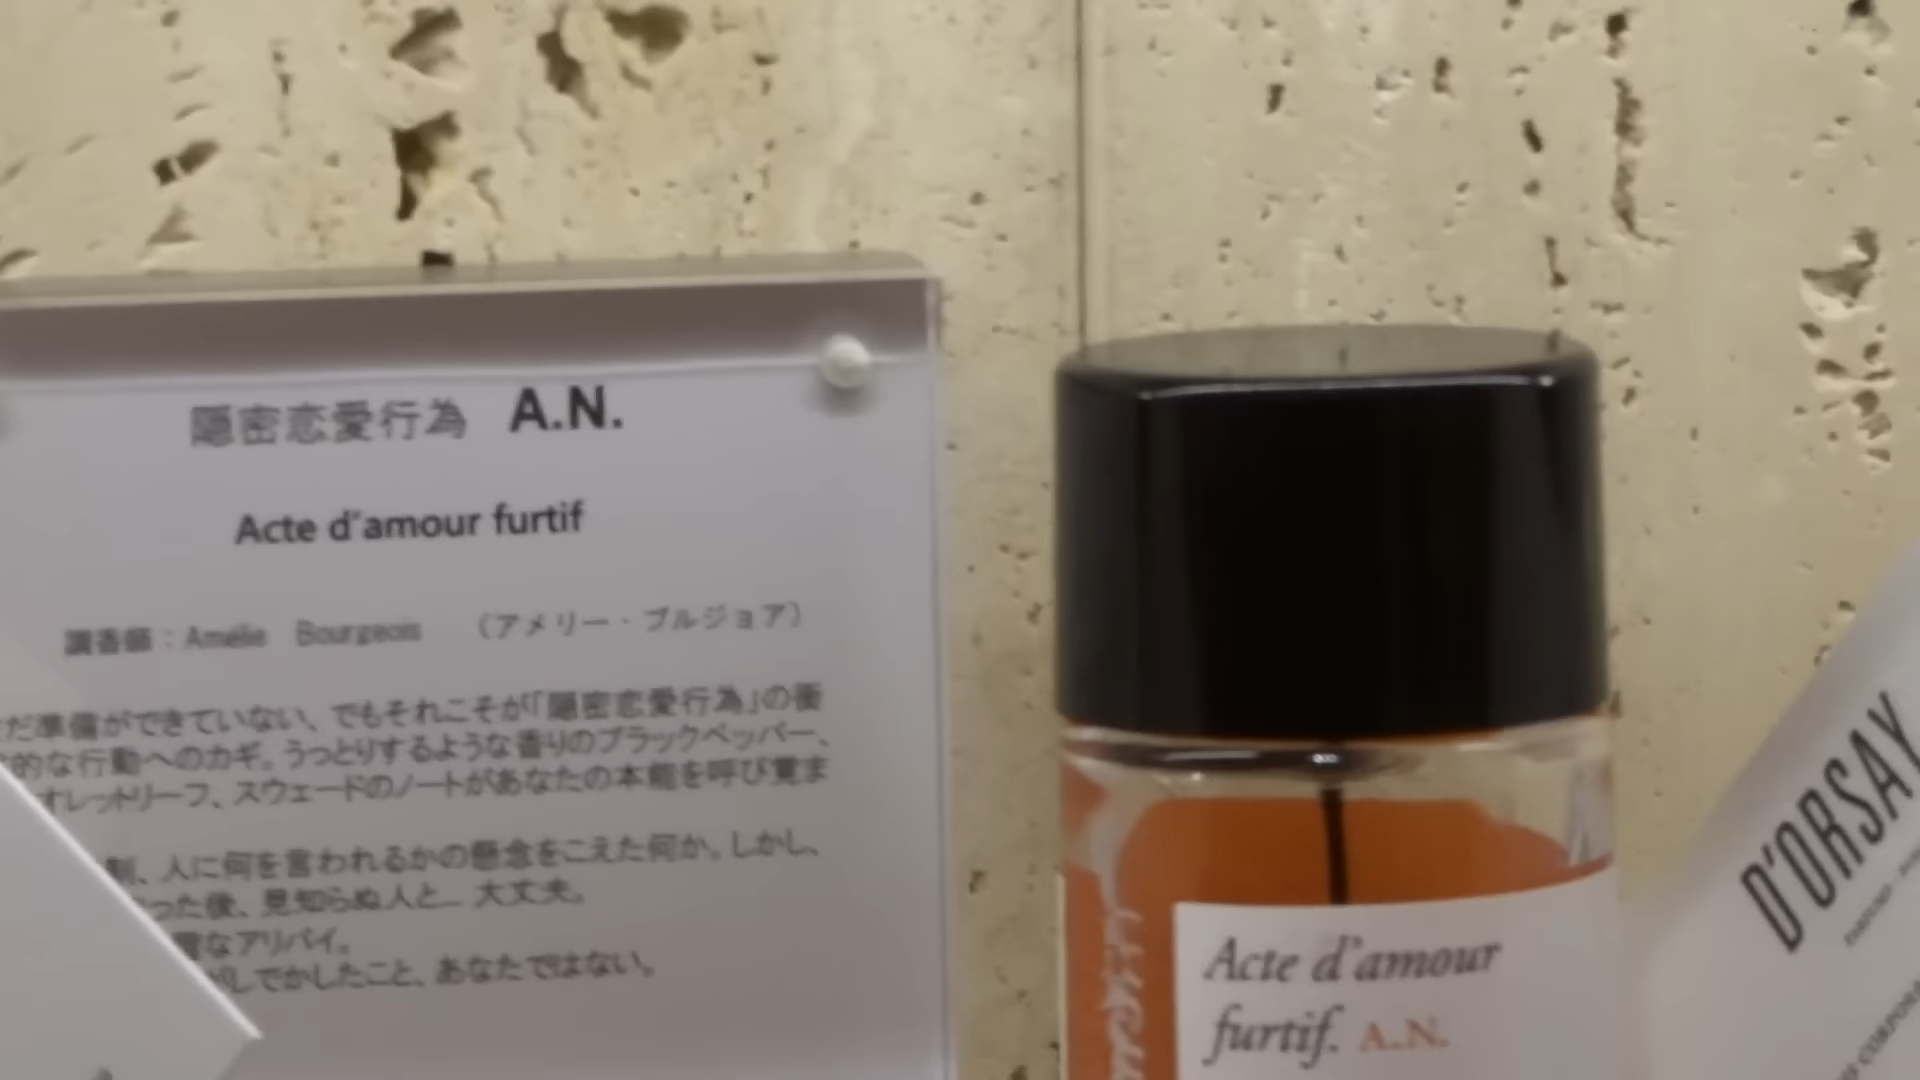 隠密恋愛行為 A.N.
Acte d'amour furtif
調香師：Amélie Bourgeois （アメリー・ブルジョア）
だ準備ができていない、でもそれこそが「隠密恋愛行為」の衝
的な行動へのカギ。うっとりするような香りのブラックペッパー、
オレットリーフ、スウェードのノートがあなたの本能を呼び覚ま
制、人に何を言われるかの懸念をこえた何か。しかし、
った後、見知らぬ人と… 大丈夫。
なアリバイ。
しでかしたこと、あなたではない。
Acte d'amour
furtif. A.N.
D'ORSAY